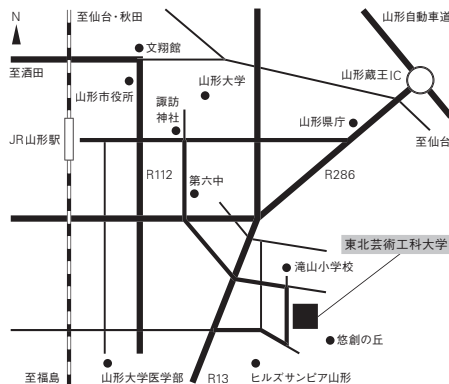 N
至仙台・秋田
山形自動車道
文翔館
至酒田
山形大学
山形蔵王IC
山形市役所
諏訪
神社
山形県庁
JR山形駅
至仙台
R112
第六中
R286
東北芸術工科大学
滝山小学校
悠創の丘
至福島
山形大学医学部
R13
ヒルズサンピア山形